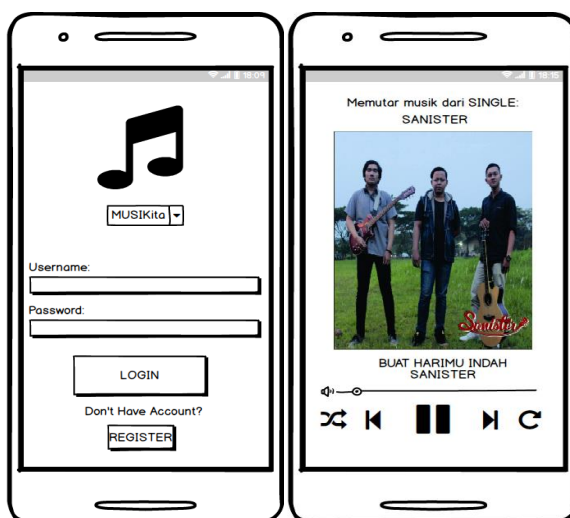 18:09
MUSIKita
Username:
Password:
LOGIN
Don't Have Account?
REGISTER
18:15
Memutar musik dari SINGLE:
SANISTER
Sanister
BUAT HARIMU INDAH
SANISTER